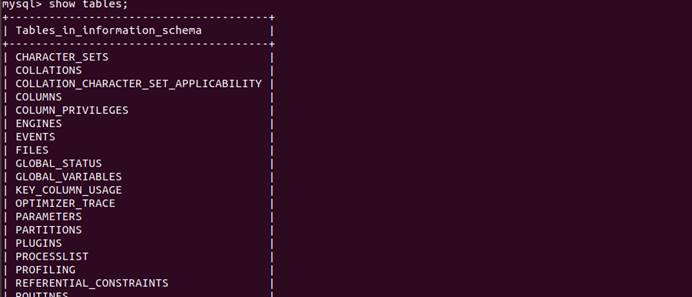 mysql> show tables;
+---------------------------------------+
| Tables_in_information_schema          |
+---------------------------------------+
| CHARACTER_SETS                        |
| COLLATIONS                            |
| COLLATION_CHARACTER_SET_APPLICABILITY |
| COLUMNS                               |
| COLUMN_PRIVILEGES                     |
| ENGINES                               |
| EVENTS                                |
| FILES                                 |
| GLOBAL_STATUS                         |
| GLOBAL_VARIABLES                      |
| KEY_COLUMN_USAGE                      |
| OPTIMIZER_TRACE                       |
| PARAMETERS                            |
| PARTITIONS                            |
| PLUGINS                               |
| PROCESSLIST                           |
| PROFILING                             |
| REFERENTIAL_CONSTRAINTS               |
| ROUTINES                              |